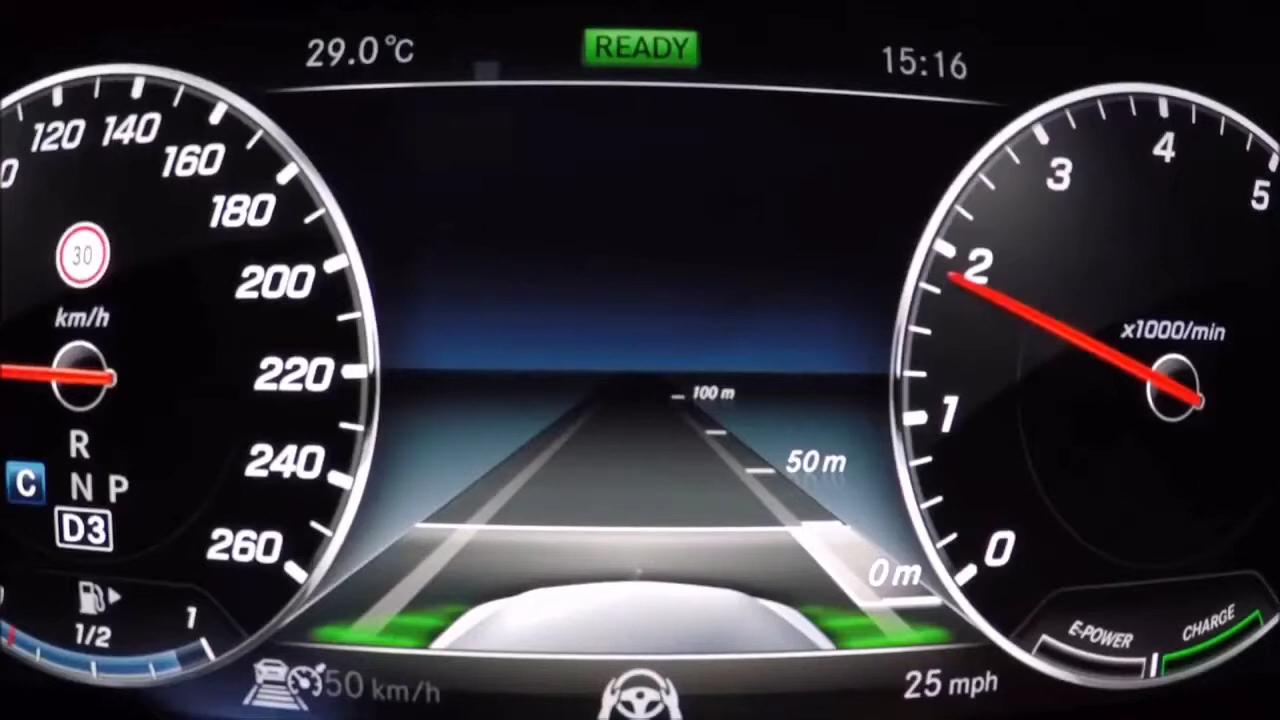 29.0°C
READY
15:16
120
140
160
180
200
220
240
260
30
km/h
R
C
N P
D3
1/2
1
100 m
50 m
0 m
50 km/h
25 mph
5
4
3
2
1
0
x1000/min
E-POWER
CHARGE